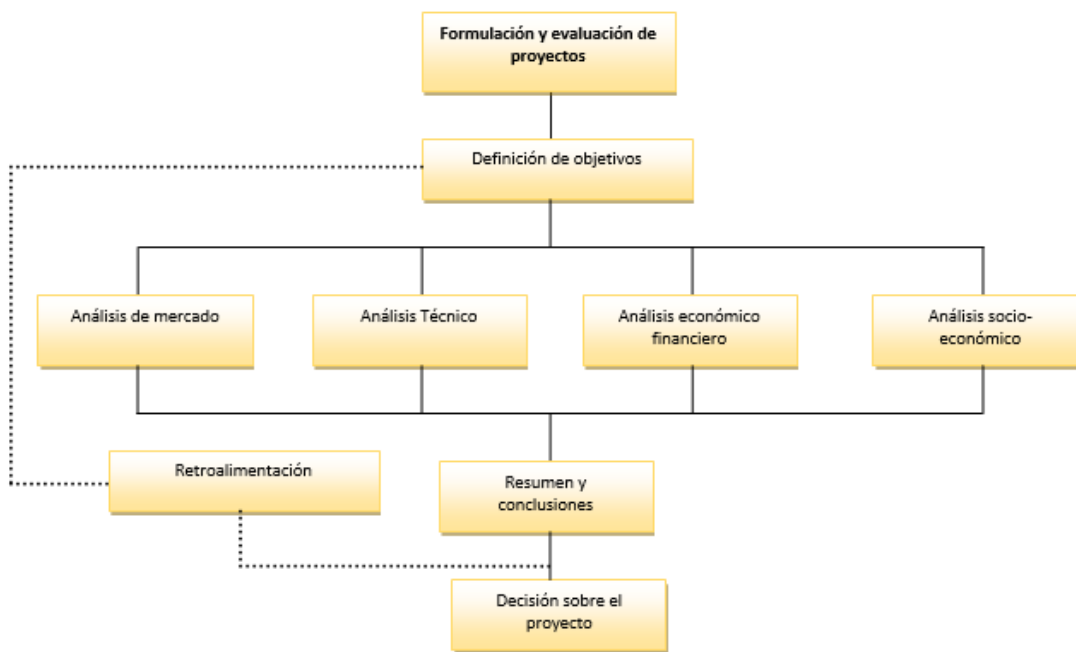 Formulación y evaluación de
proyectos
Definición de objetivos
Análisis de mercado
Análisis Técnico
Análisis económico
financiero
Análisis socio-
económico
Retroalimentación
Resumen y
conclusiones
Decisión sobre el
proyecto